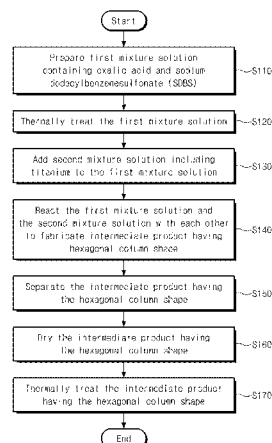 Start
Prepare first mixture solution
containing oxalic acid and sodium
dodecylbenzenesulfonate (SDBS)
S110
Thermally treat the first mixture solution
S120
Add second mixture solution including
titanium to the first mixture solution
S130
React the first mixture solution and
the second mixture solution with each other
to fabricate intermediate product having
hexagonal column shape
S140
Separate the intermediate product having
the hexagonal column shape
S150
Dry the intermediate product having
the hexagonal column shape
S160
Thermally treat the intermediate product
having the hexagonal column shape
S170
End